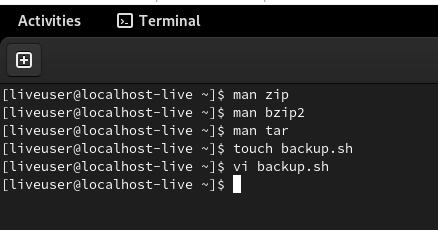 Activities Terminal
[liveuser@localhost-live ~]$ man zip
[liveuser@localhost-live ~]$ man bzip2
[liveuser@localhost-live ~]$ man tar
[liveuser@localhost-live ~]$ touch backup.sh
[liveuser@localhost-live ~]$ vi backup.sh
[liveuser@localhost-live ~]$